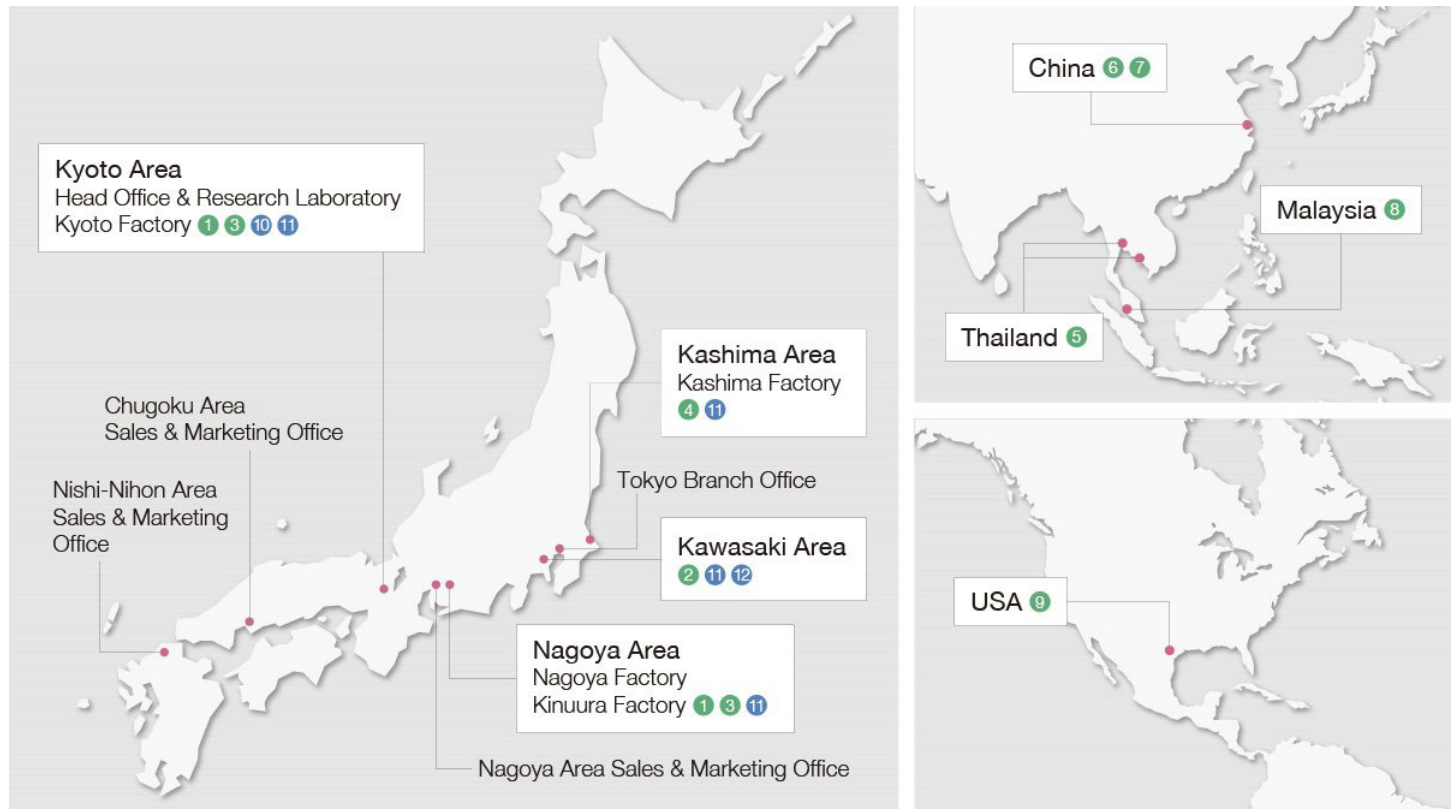 Kyoto Area
Head Office & Research Laboratory
Kyoto Factory 1 3 10 11
Chugoku Area
Sales & Marketing Office
Nishi-Nihon Area
Sales & Marketing
Office
Kashima Area
Kashima Factory
4 11
Tokyo Branch Office
Kawasaki Area
2 11 12
Nagoya Area
Nagoya Factory
Kinuura Factory 1 3 11
Nagoya Area Sales & Marketing Office
China 6 7
Malaysia 8
Thailand 5
USA 9